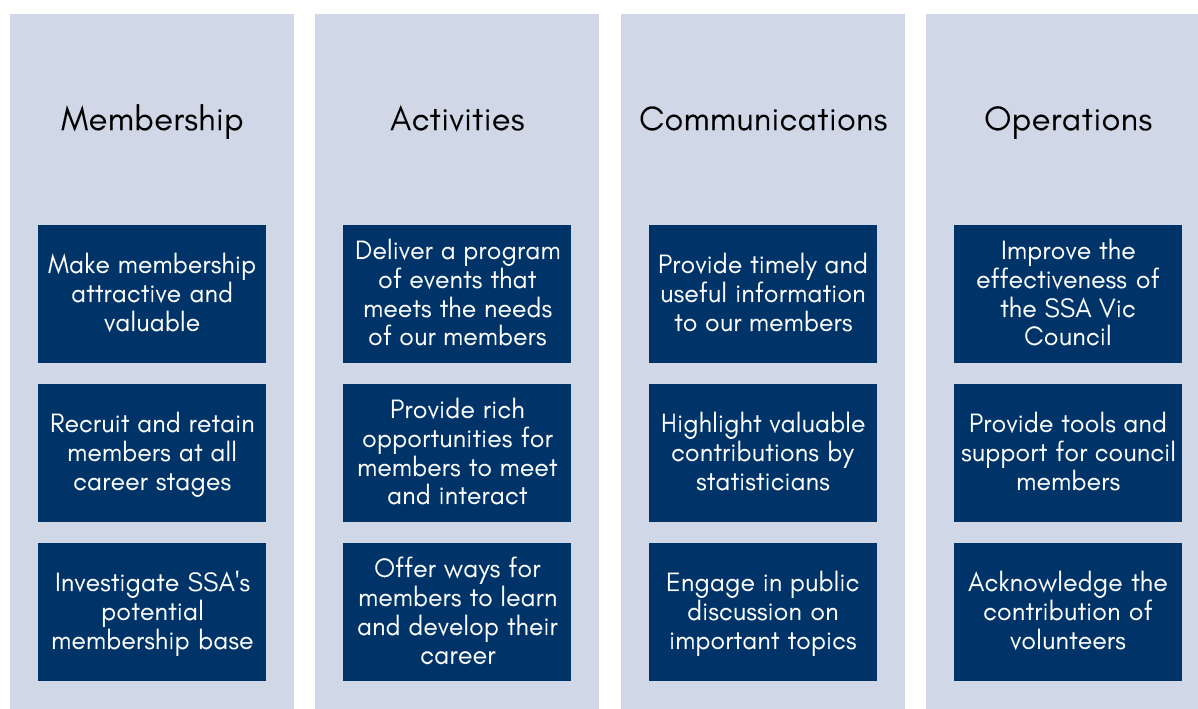 Membership
Make membership
attractive and
valuable
Recruit and retain
members at all
career stages
Investigate SSA's
potential
membership base
Activities
Deliver a program
of events that
meets the needs
of our members
Provide rich
opportunities for
members to meet
and interact
Offer ways for
members to learn
and develop their
career
Communications
Provide timely and
useful information
to our members
Highlight valuable
contributions by
statisticians
Engage in public
discussion on
important topics
Operations
Improve the
effectiveness of
the SSA Vic
Council
Provide tools and
support for council
members
Acknowledge the
contribution of
volunteers